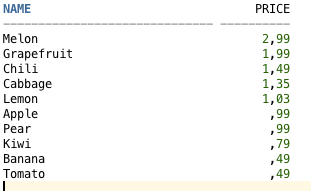 NAME PRICE
------------------------------ ----------
Melon 2,99
Grapefruit 1,99
Chili 1,49
Cabbage 1,35
Lemon 1,03
Apple ,99
Pear ,99
Kiwi ,79
Banana ,49
Tomato ,49